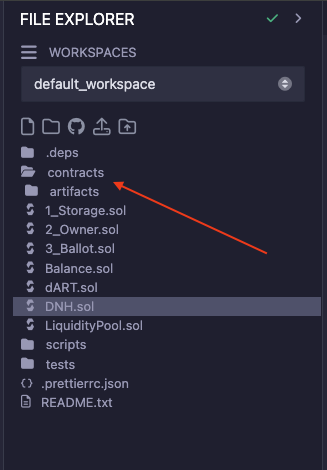 FILE EXPLORER
WORKSPACES
default_workspace
.deps
contracts
artifacts
1_Storage.sol
2_Owner.sol
3_Ballot.sol
Balance.sol
dART.sol
DNH.sol
LiquidityPool.sol
scripts
tests
.prettierrc.json
README.txt